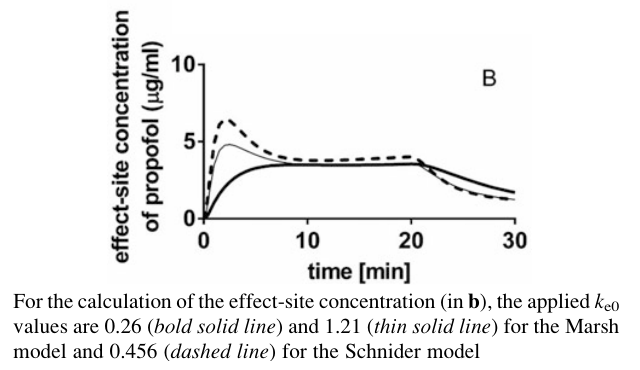 effect-site concentration
of propofol (µg/ml)
10
5
0
B
0
10
20
30
time [min]
For the calculation of the effect-site concentration (in b), the applied ke0
values are 0.26 (bold solid line) and 1.21 (thin solid line) for the Marsh
model and 0.456 (dashed line) for the Schnider model